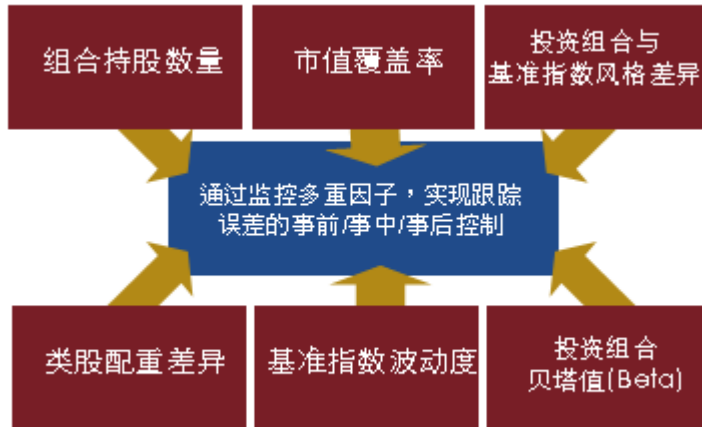 组合持股数量
市值覆盖率
投资组合与
基准指数风格差异
通过监控多重因子，实现跟踪
误差的事前/事中/事后控制
类股配重差异
基准指数波动度
投资组合
贝塔值(Beta)